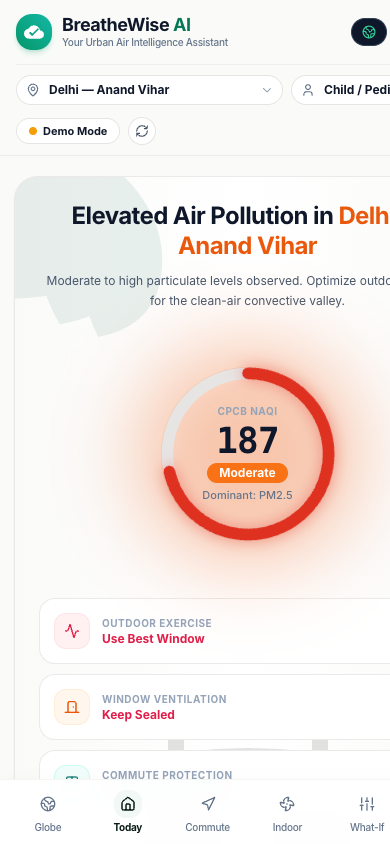 BreatheWise AI
Your Urban Air Intelligence Assistant
Delhi — Anand Vihar
Child / Pedi
Demo Mode
Elevated Air Pollution in Delh
Anand Vihar
Moderate to high particulate levels observed. Optimize outdo
for the clean-air convective valley.
CPCB NAQI
187
Moderate
Dominant: PM2.5
OUTDOOR EXERCISE
Use Best Window
WINDOW VENTILATION
Keep Sealed
COMMUTE PROTECTION
Globe
Today
Commute
Indoor
What-If